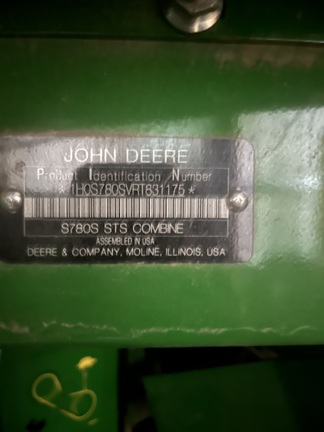 JOHN DEERE
Product Identification Number
*1H0S780SVRT831175*
S780S STS COMBINE
ASSEMBLED IN USA
DEERE & COMPANY, MOLINE, ILLINOIS, USA